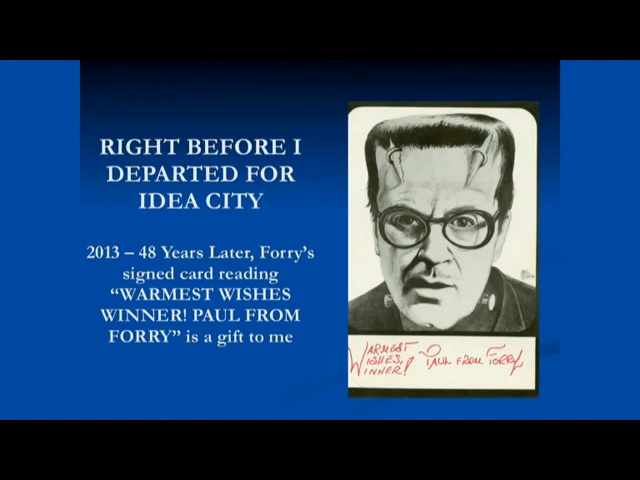 RIGHT BEFORE I
DEPARTED FOR
IDEA CITY
2013 – 48 Years Later, Forry's
signed card reading
“WARMEST WISHES
WINNER! PAUL FROM
FORRY” is a gift to me
WARMEST
WISHES,
WINNER!
PAUL FROM FORRY